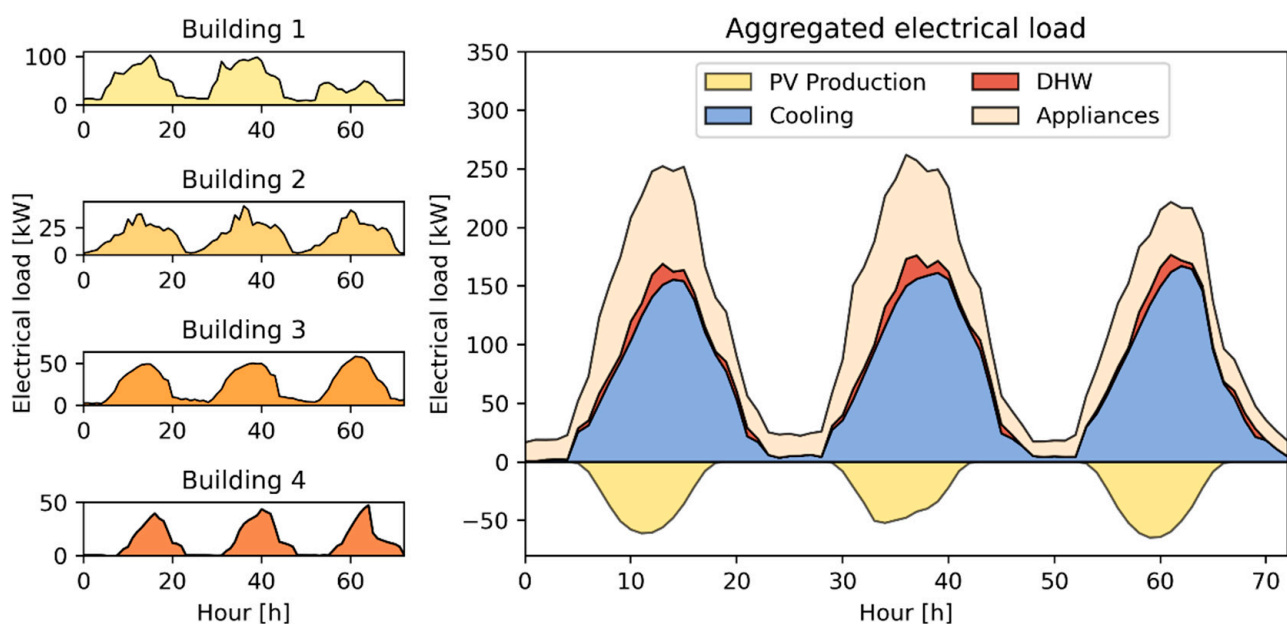 Building 1
100
0
0 20 40 60
Building 2
25
0
0 20 40 60
Building 3
50
0
0 20 40 60
Building 4
50
0
0 20 40 60
Electrical load [kW]
Hour [h]
Aggregated electrical load
PV Production DHW
Cooling Appliances
350
300
250
200
150
100
50
0
−50
0 10 20 30 40 50 60 70
Electrical load [kW]
Hour [h]